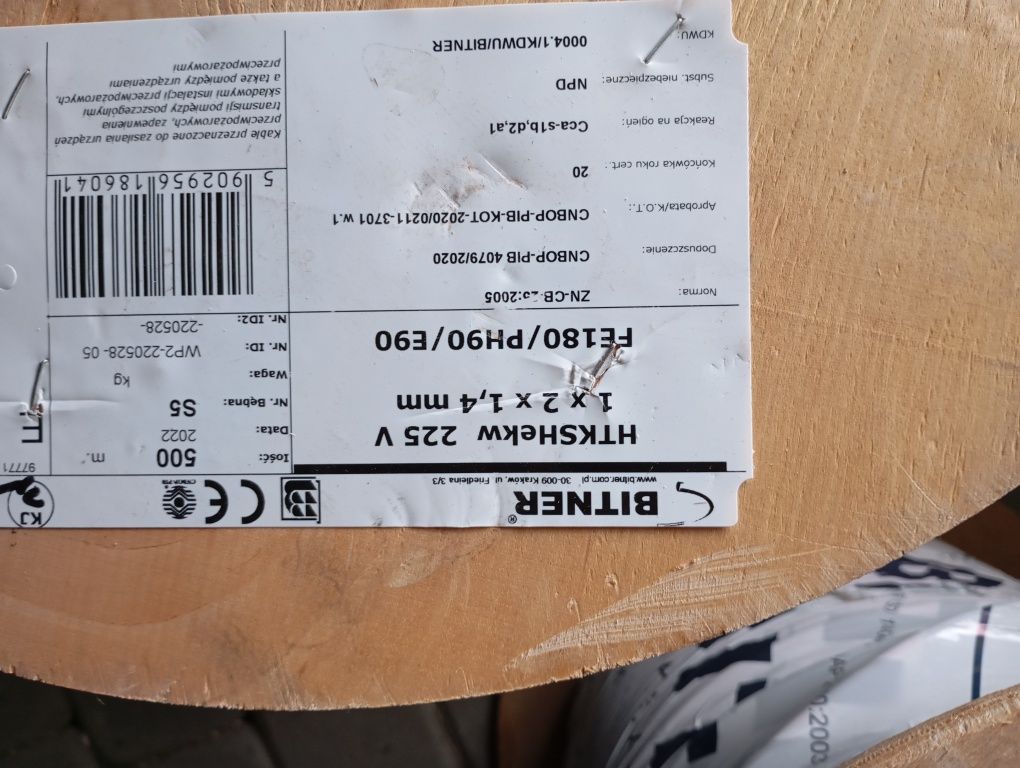 BITNER®
www.bitner.com.pl 30-009 Kraków, ul. Friedleina 3/3
CE
KJ
HTKSHekw 225 V
1 x 2 x 1,4 mm
FE180/PH90/E90
Norma: ZN-CB- :2005
Dopuszczenie: CNBOP-PIB 4079/2020
Aprobata/K.O.T.: CNBOP-PIB-KOT-2020/0211-3701 w.1
Końcówka roku cert.: 20
Reakcja na ogień: Cca-s1b,d2,a1
Subst. niebezpieczne: NPD
KDWU: 0004.1/KDWU/BITNER
Ilość: 500 m.
Data: 2022
Nr. Bębna: S5
Waga: kg
Nr. ID: WP2-220528- 05
Nr. ID2: -220528-
5 902956 186041
Kable przeznaczone do zasilania urządzeń
przeciwpożarowych, zapewnienia
transmisji pomiędzy poszczególnymi
składowymi instalacji przeciwpożarowych,
a także pomiędzy urządzeniami
przeciwpożarowymi
97771
:2003